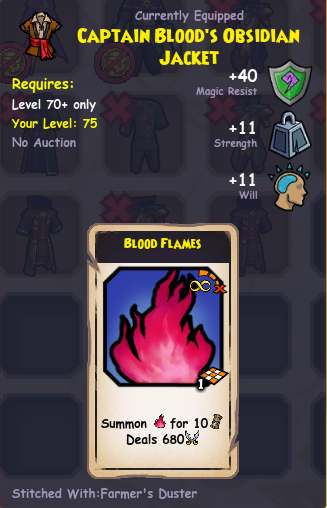 Currently Equipped
CAPTAIN BLOOD'S OBSIDIAN
JACKET
Requires:
Level 70+ only
Your Level: 75
No Auction
+40
Magic Resist
+11
Strength
+11
Will
BLOOD FLAMES
1
Summon for 10
Deals 680
Stitched With:Farmer's Duster